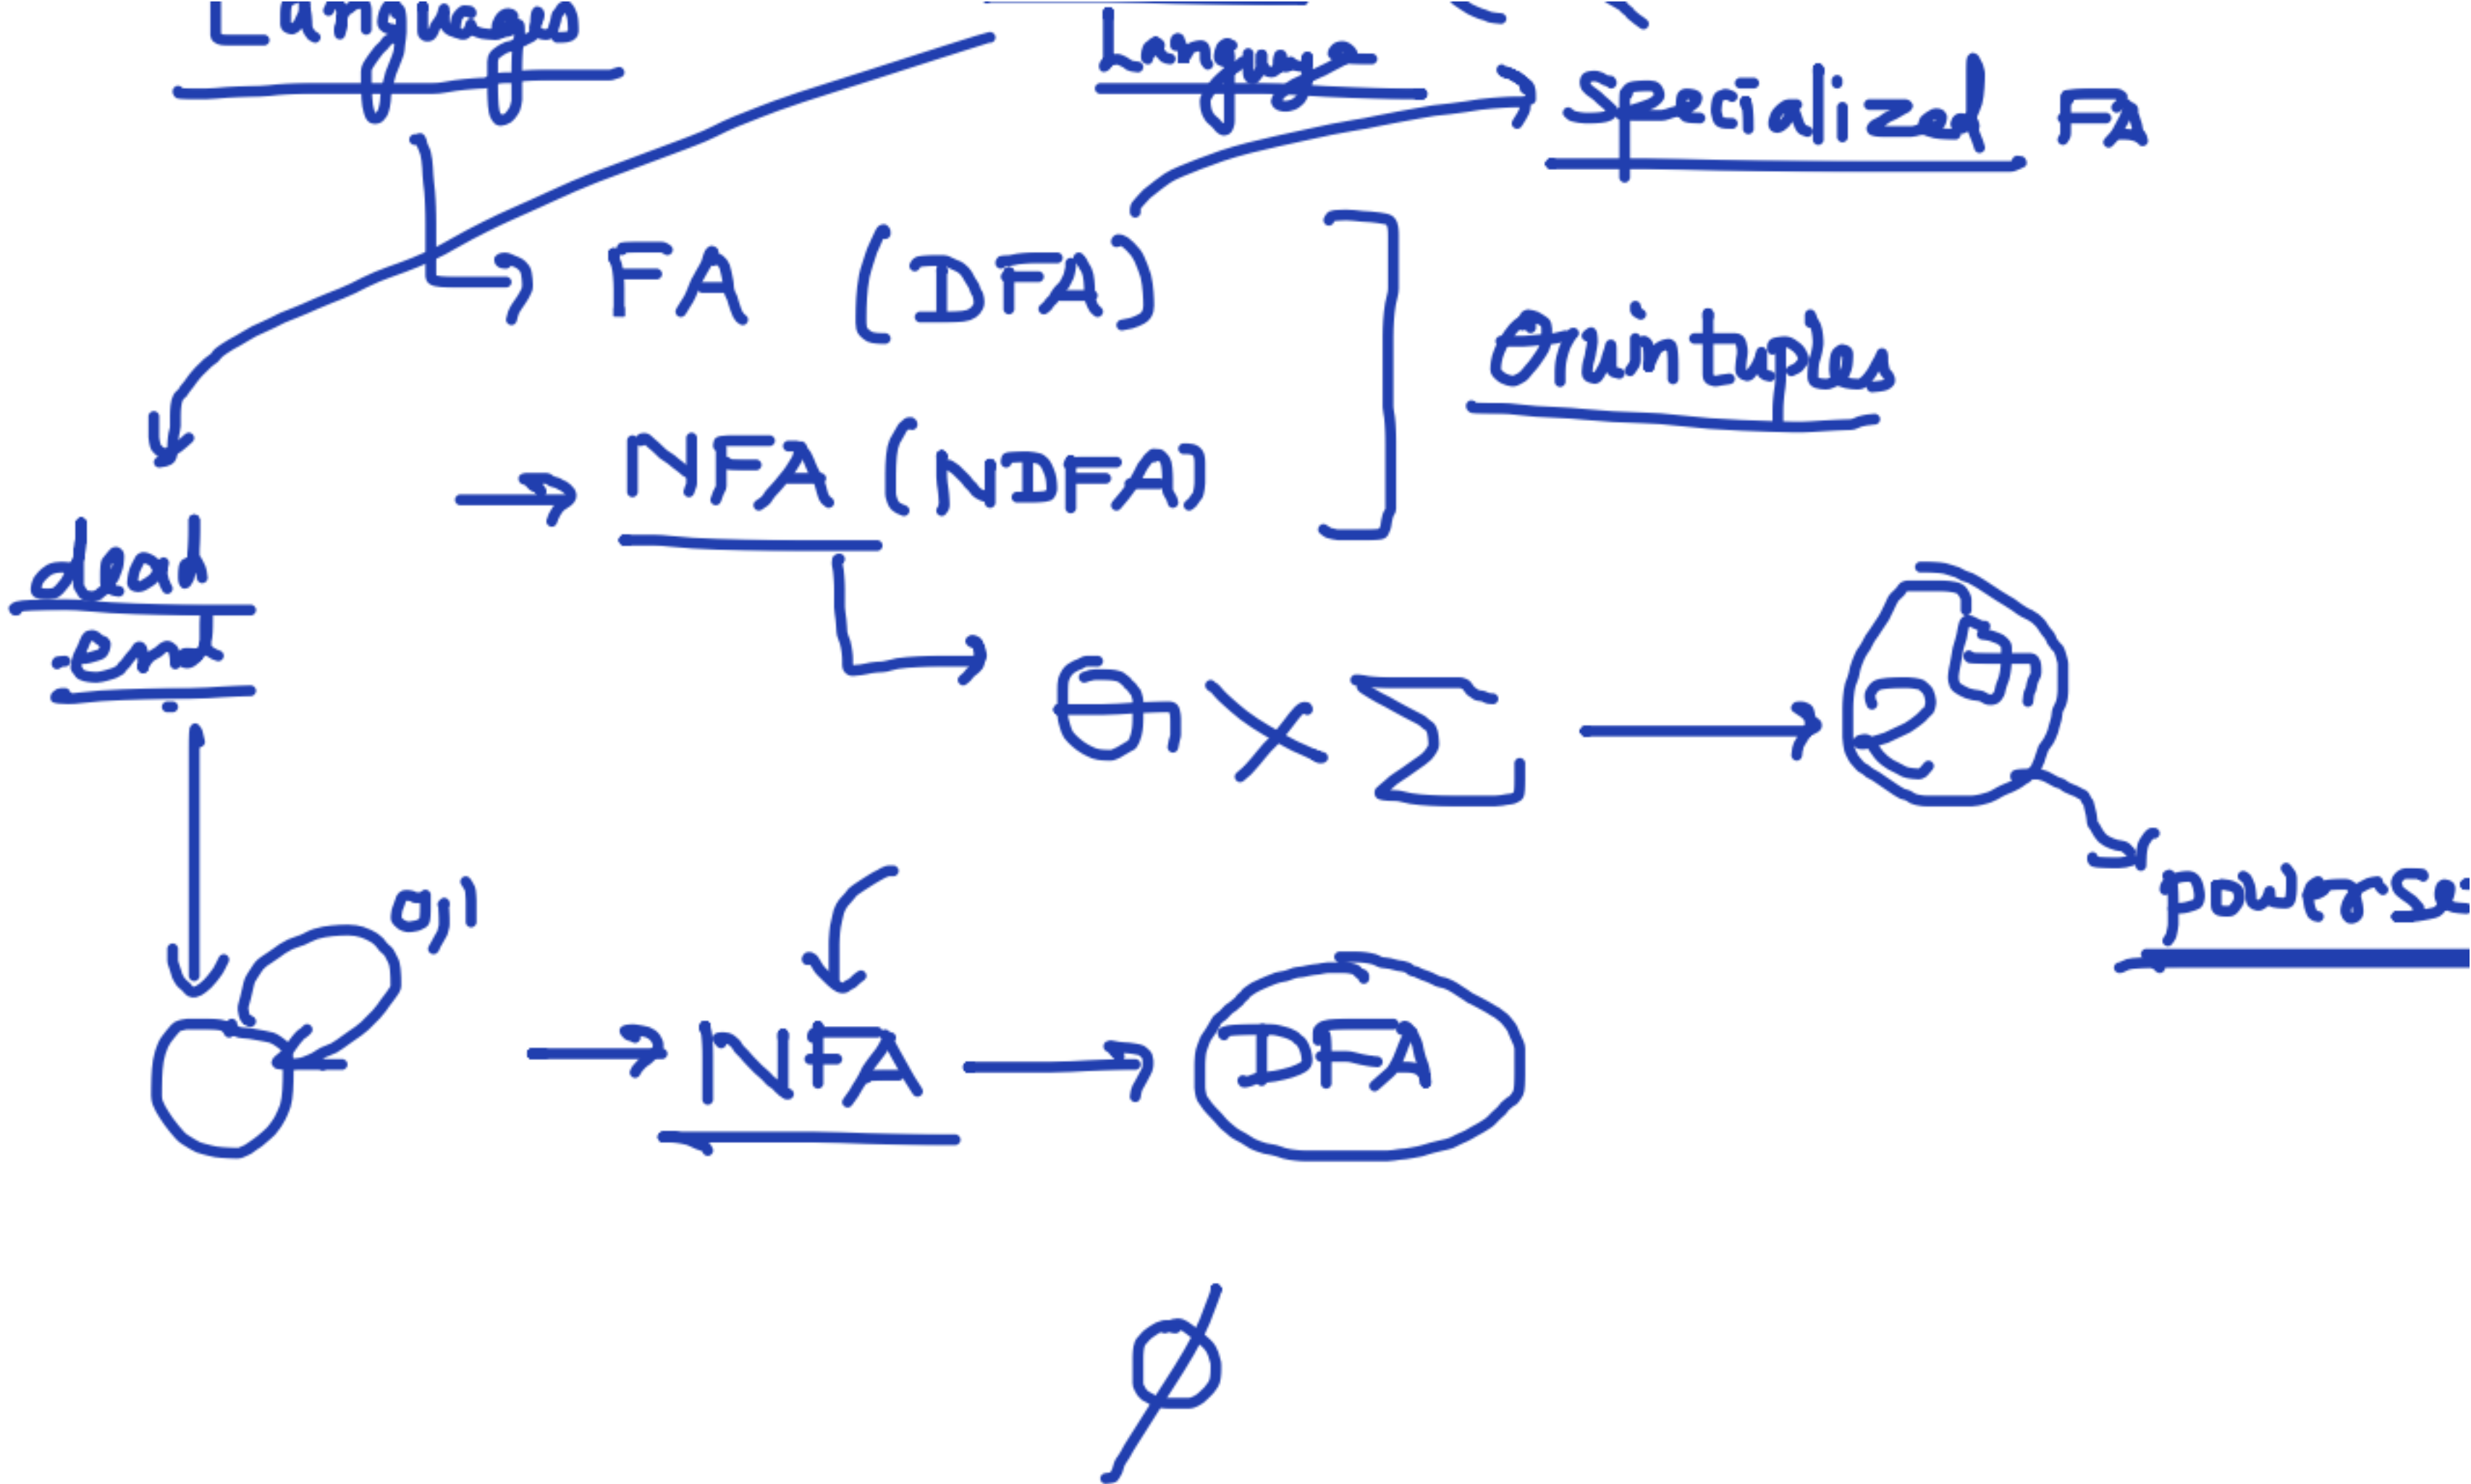 Languages
Language
Specialized FA
FA (DFA)
Quintuples
NFA (NDFA)
dead
end
Q × Σ → 2^Q
powerse
0,1
→ NFA → DFA
∅